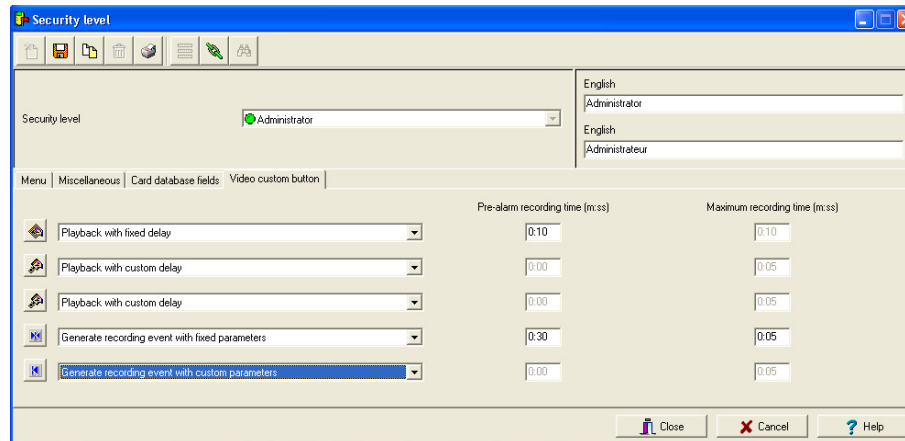 Security level
English
Administrator
Security level Administrator
English
Administrateur
Menu Miscellaneous Card database fields Video custom button
Pre-alarm recording time (m:ss) Maximum recording time (m:ss)
Playback with fixed delay 0:10 0:10
Playback with custom delay 0:00 0:05
Playback with custom delay 0:00 0:05
Generate recording event with fixed parameters 0:30 0:05
Generate recording event with custom parameters 0:00 0:05
Close Cancel ? Help